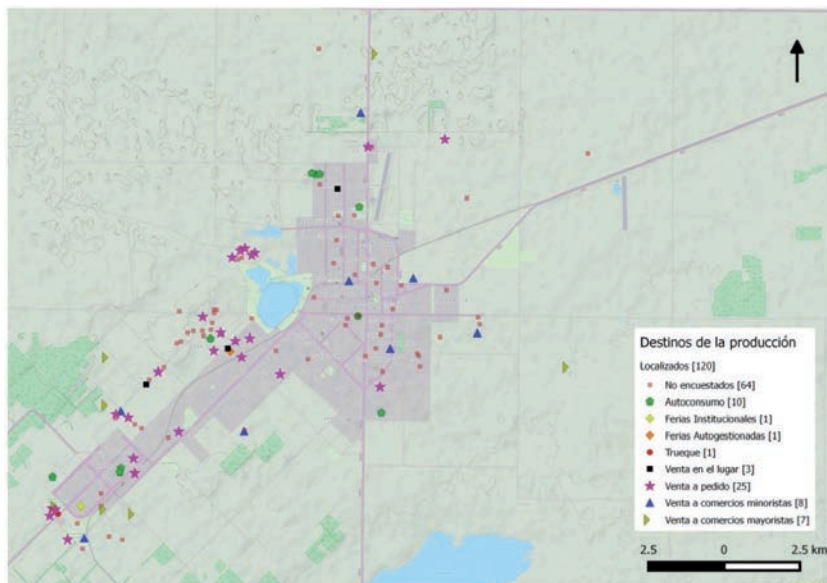 Destinos de la producción
Localizados [120]
No encuestados [64]
Autoconsumo [10]
Ferias Institucionales [1]
Ferias Autogestionadas [1]
Trueque [1]
Venta en el lugar [3]
Venta a pedido [25]
Venta a comercios minoristas [8]
Venta a comercios mayoristas [7]
2.5 0 2.5 km